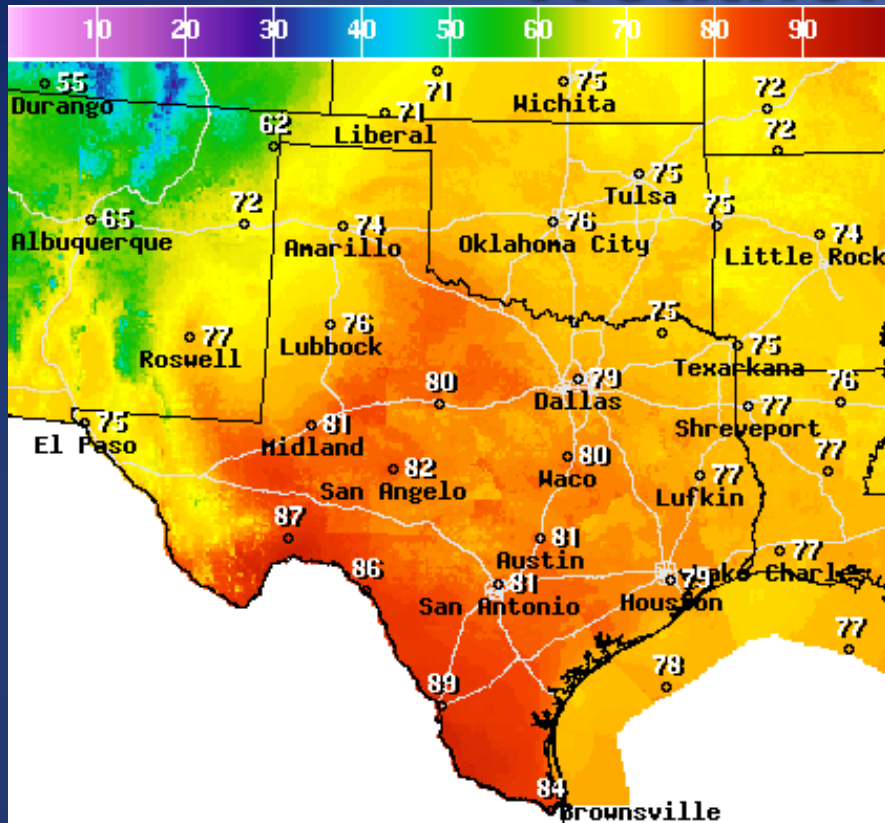 10 20 30 40 50 60 70 80 90
55
Durango
71
75
Wichita
72
71
Liberal
62
72
75
Tulsa
65
Albuquerque
72
74
Amarillo
76
Oklahoma City
75
74
Little Rock
77
Roswell
76
Lubbock
75
75
Texarkana
80
79
Dallas
76
77
Shreveport
75
El Paso
81
Midland
82
San Angelo
80
Waco
77
Lufkin
77
87
81
Austin
77
Charles
86
81
San Antonio
79
Houston
77
78
89
84
Brownsville